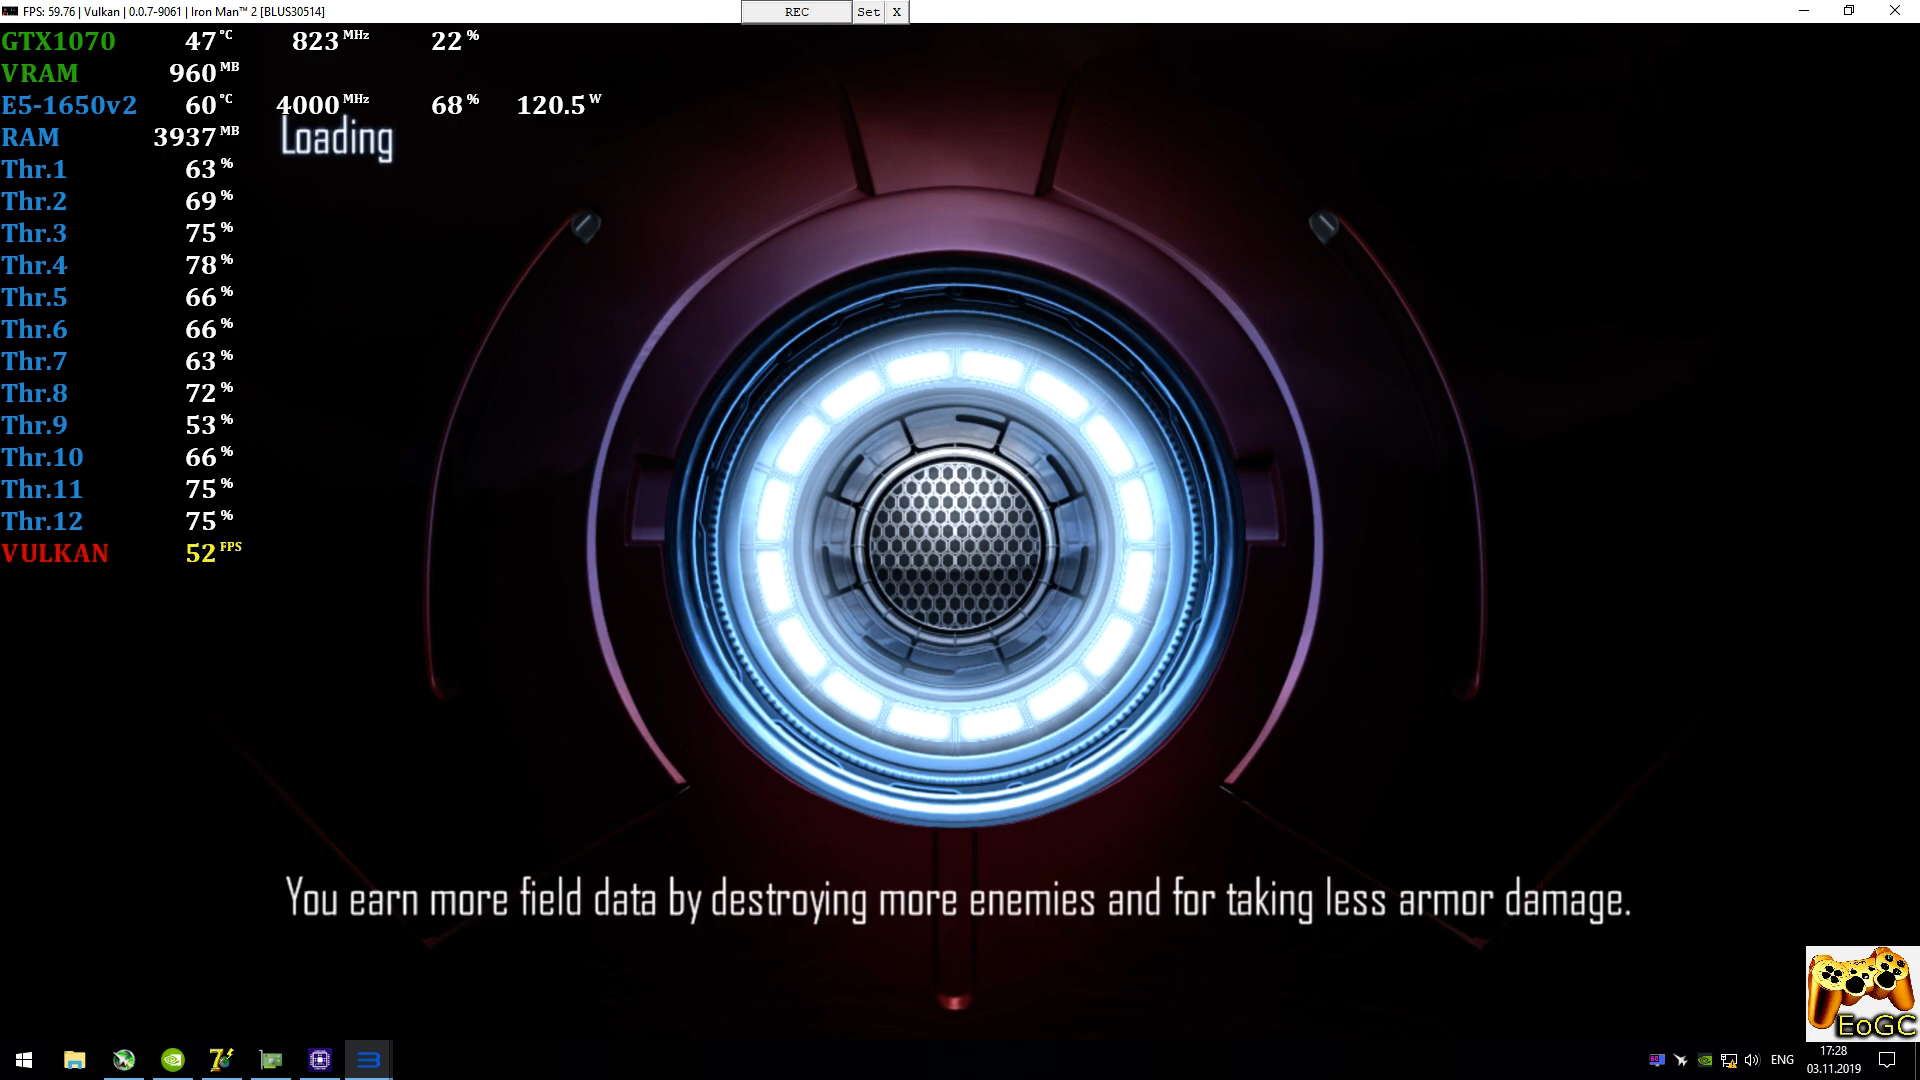 FPS: 59.76 | Vulkan | 0.0.7-9061 | Iron Man™ 2 [BLUS30514]
REC Set X
GTX1070 47 °C 823 MHz 22 %
VRAM 960 MB
E5-1650v2 60 °C 4000 MHz 68 % 120.5 W
RAM 3937 MB
Loading
Thr.1 63 %
Thr.2 69 %
Thr.3 75 %
Thr.4 78 %
Thr.5 66 %
Thr.6 66 %
Thr.7 63 %
Thr.8 72 %
Thr.9 53 %
Thr.10 66 %
Thr.11 75 %
Thr.12 75 %
VULKAN 52 FPS
You earn more field data by destroying more enemies and for taking less armor damage.
EoGC
ENG
17:28
03.11.2019